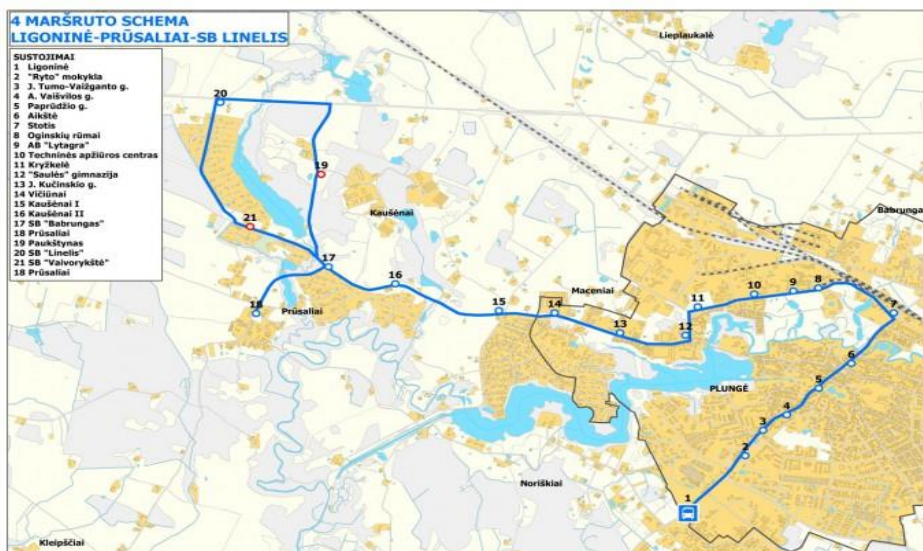 4 MARŠRUTO SCHEMA
LIGONINĖ-PRŪSALIAI-SB LINELIS
SUSTOJIMAI
1 Ligoninė
2 "Ryto" mokykla
3 J. Tumo-Vaižganto g.
4 A. Vaišvilos g.
5 Paprūdžio g.
6 Aikštė
7 Stotis
8 Oginskių rūmai
9 AB "Lytagra"
10 Techninės apžiūros centras
11 Kryžkelė
12 "Saulės" gimnazija
13 J. Kučinskio g.
14 Vičiūnai
15 Kaušėnai I
16 Kaušėnai II
17 SB "Babrungas"
18 Prūsaliai
19 Paukštynas
20 SB "Linelis"
21 SB "Vaivorykštė"
18 Prūsaliai
Lieplaukalė
20
19
Kaušėnai
Babrungas
21
17
16
Maceniai
18
Prūsaliai
15
14
13
12
11
10
9
8
7
6
PLUNGĖ
5
4
3
2
1
Noriškiai
Kleipščiai